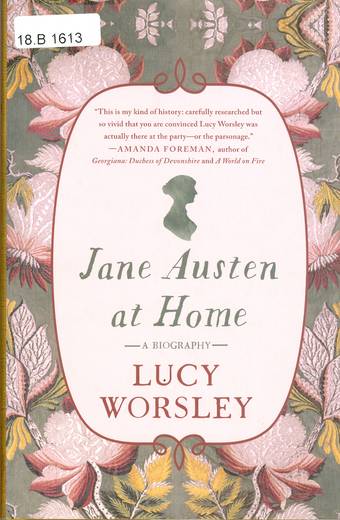 18.B 1613
"This is my kind of history: carefully researched but
so vivid that you are convinced Lucy Worsley was
actually there at the party—or the parsonage."
—AMANDA FOREMAN, author of
Georgiana: Duchess of Devonshire and A World on Fire
Jane Austen
at Home
—A BIOGRAPHY—
LUCY
WORSLEY